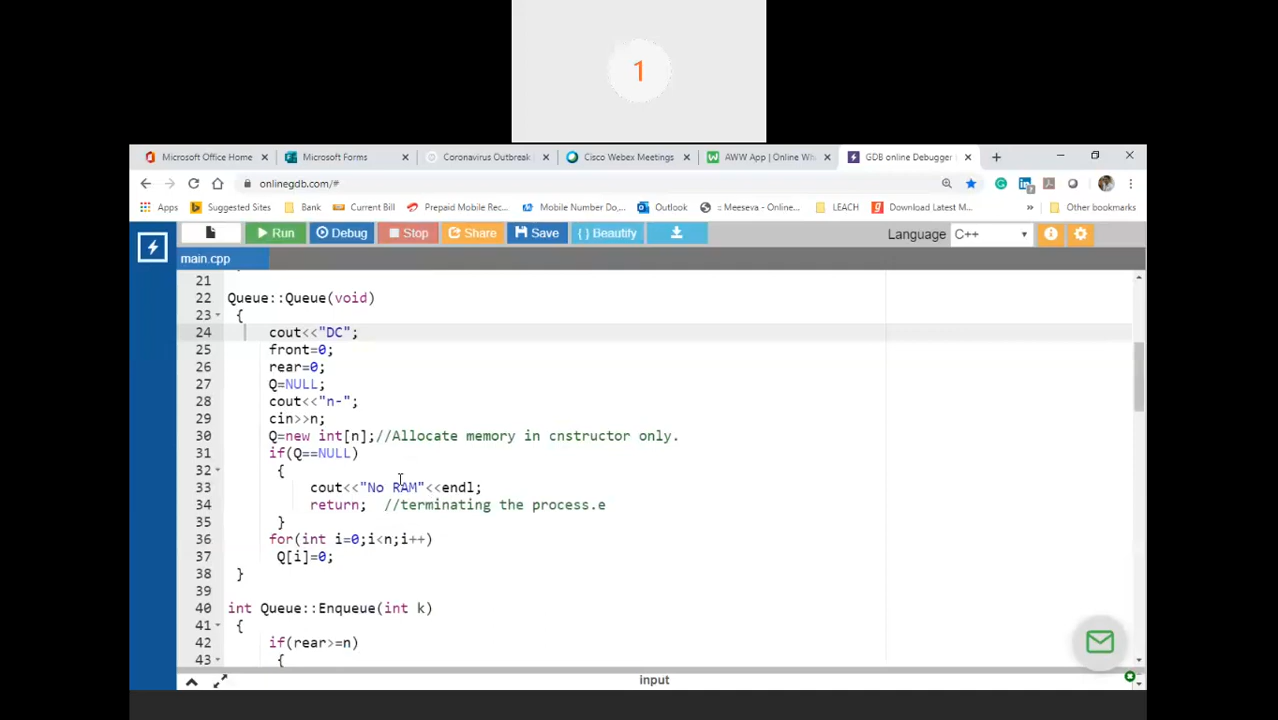 1
Microsoft Office Home
Microsoft Forms
Coronavirus Outbreak
Cisco Webex Meetings
AWW App | Online Wh
GDB online Debugger |
onlinegdb.com/#
Apps
Suggested Sites
Bank
Current Bill
Prepaid Mobile Rec...
Mobile Number Do,...
Outlook
:: Meeseva - Online...
LEACH
Download Latest M...
»
Other bookmarks
Run
Debug
Stop
Share
Save
{ } Beautify
Language C++
main.cpp
21
22 Queue::Queue(void)
23 {
24 cout<<"DC";
25 front=0;
26 rear=0;
27 Q=NULL;
28 cout<<"n-";
29 cin>>n;
30 Q=new int[n];//Allocate memory in cnstructor only.
31 if(Q==NULL)
32 {
33 cout<<"No RAM"<<endl;
34 return; //terminating the process.e
35 }
36 for(int i=0;i<n;i++)
37 Q[i]=0;
38 }
39
40 int Queue::Enqueue(int k)
41 {
42 if(rear>=n)
43 {
input